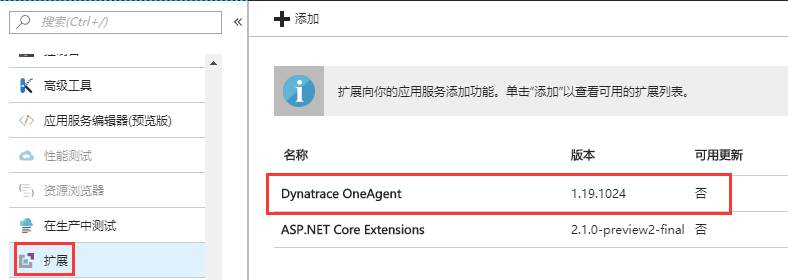 搜索(Ctrl+/)
高级工具
应用服务编辑器(预览版)
性能测试
资源浏览器
在生产中测试
扩展
添加
扩展向你的应用服务添加功能。单击“添加”以查看可用的扩展列表。
名称 版本 可用更新
Dynatrace OneAgent 1.19.1024 否
ASP.NET Core Extensions 2.1.0-preview2-final 否